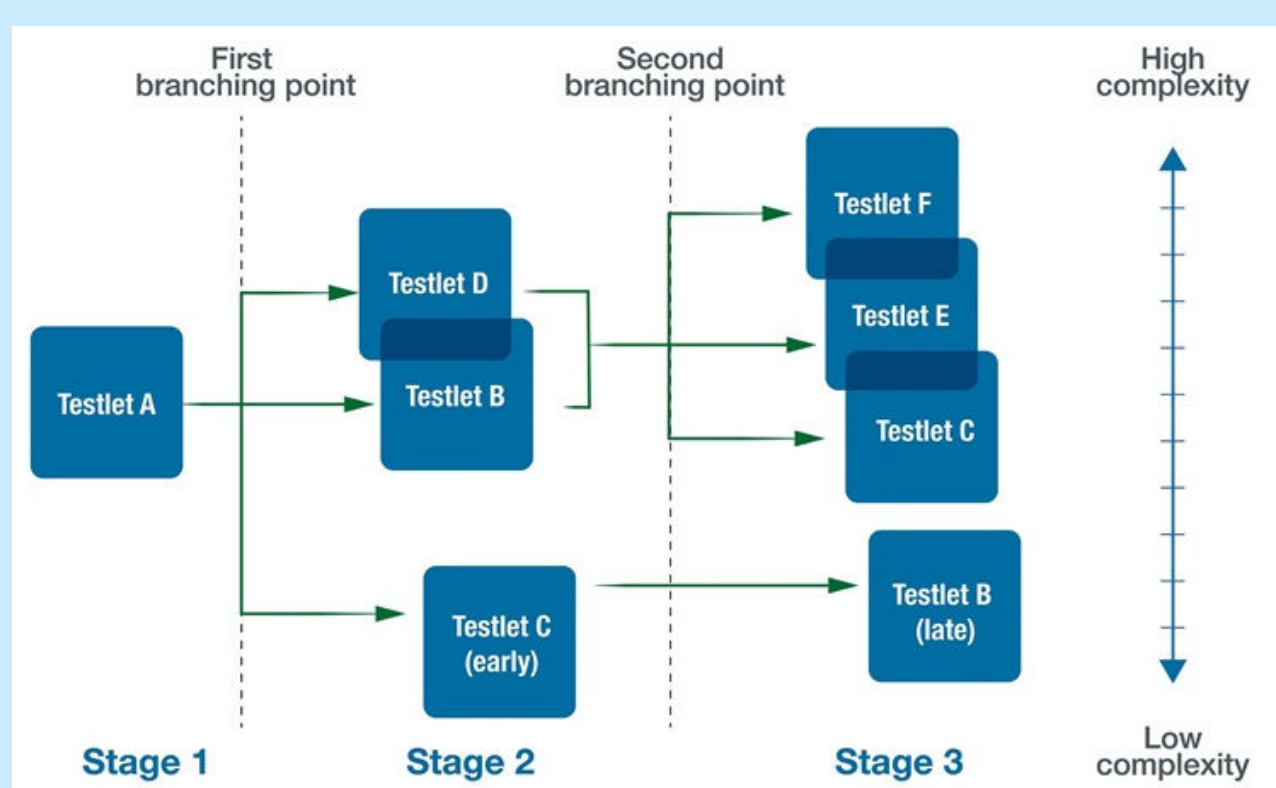 First
branching point
Second
branching point
High
complexity
Testlet F
Testlet D
Testlet E
Testlet A
Testlet B
Testlet C
Testlet B
(late)
Testlet C
(early)
Stage 1
Stage 2
Stage 3
Low
complexity